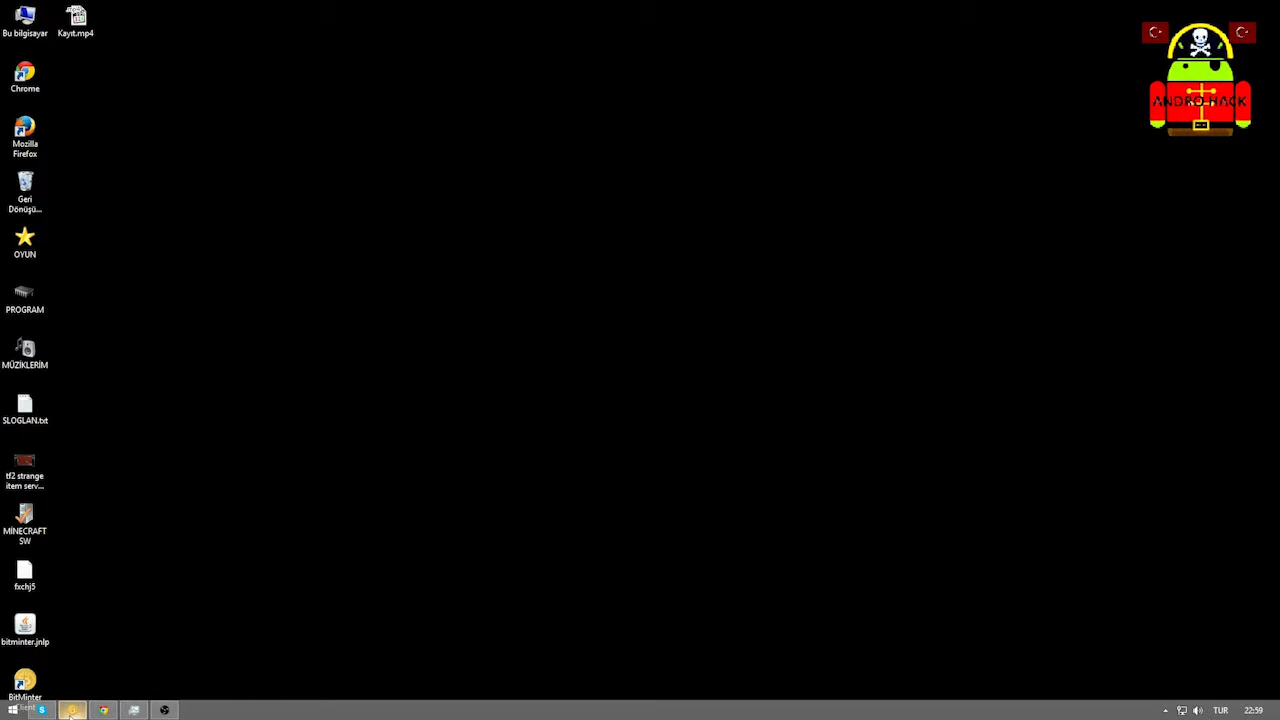 Bu bilgisayar
Kayıt.mp4
Chrome
Mozilla
Firefox
Geri
Dönüşü...
OYUN
PROGRAM
MÜZİKLERİM
SLOGLAN.txt
tf2 strange
item serv...
MİNECRAFT
SW
fxchj5
bitminter.jnlp
BitMinter
Client
ANDRO HACK
TUR
22:59